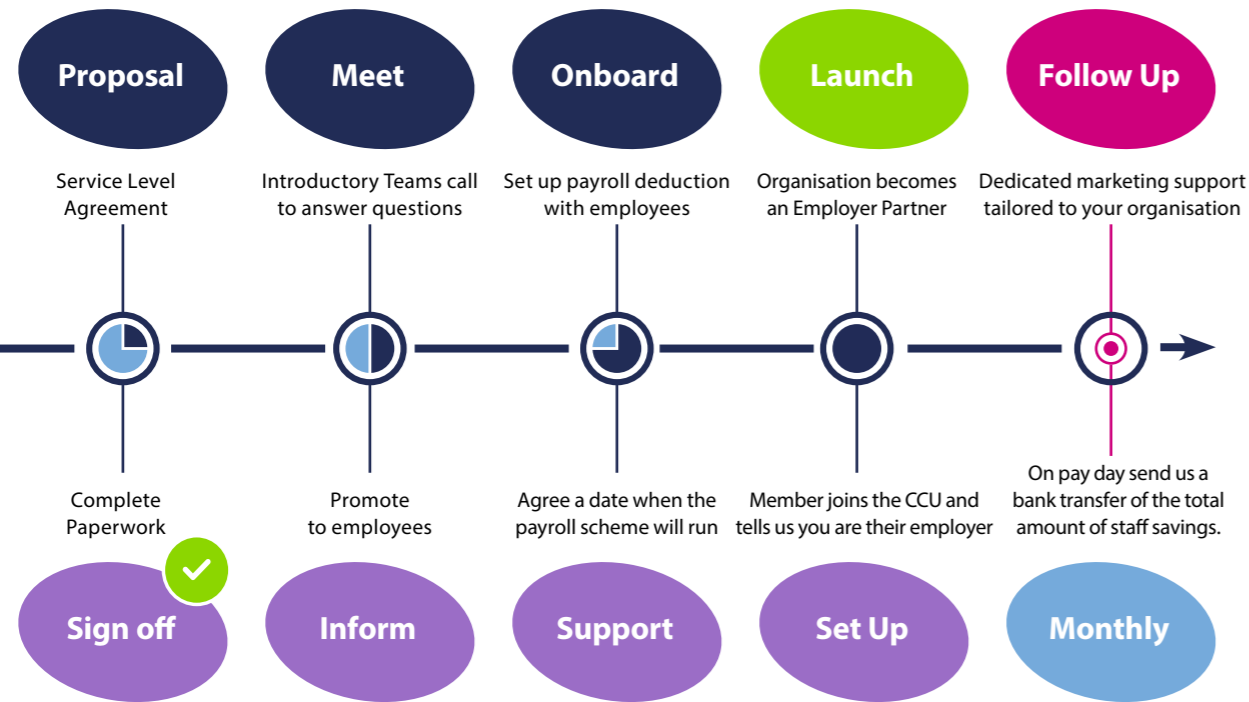 Proposal
Meet
Onboard
Launch
Follow Up
Service Level
Agreement
Introductory Teams call
to answer questions
Set up payroll deduction
with employees
Organisation becomes
an Employer Partner
Dedicated marketing support
tailored to your organisation
Complete
Paperwork
Promote
to employees
Agree a date when the
payroll scheme will run
Member joins the CCU and
tells us you are their employer
On pay day send us a
bank transfer of the total
amount of staff savings.
Sign off
Inform
Support
Set Up
Monthly